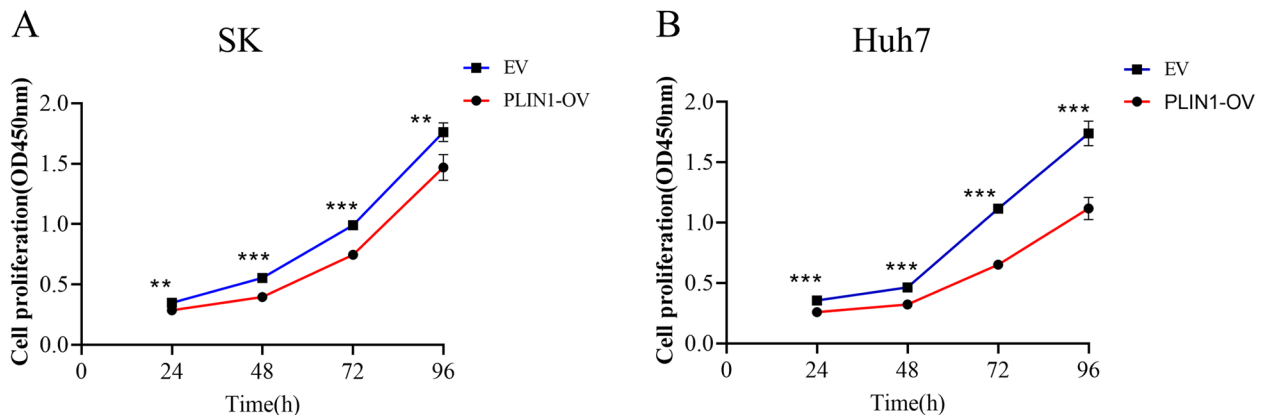 A
SK
EV
PLIN1-OV
Cell proliferation(OD450nm)
2.0
1.5
1.0
0.5
0.0
**
***
***
**
0
24
48
72
96
Time(h)
B
Huh7
EV
PLIN1-OV
Cell proliferation(OD450nm)
2.0
1.5
1.0
0.5
0.0
***
***
***
***
0
24
48
72
96
Time(h)